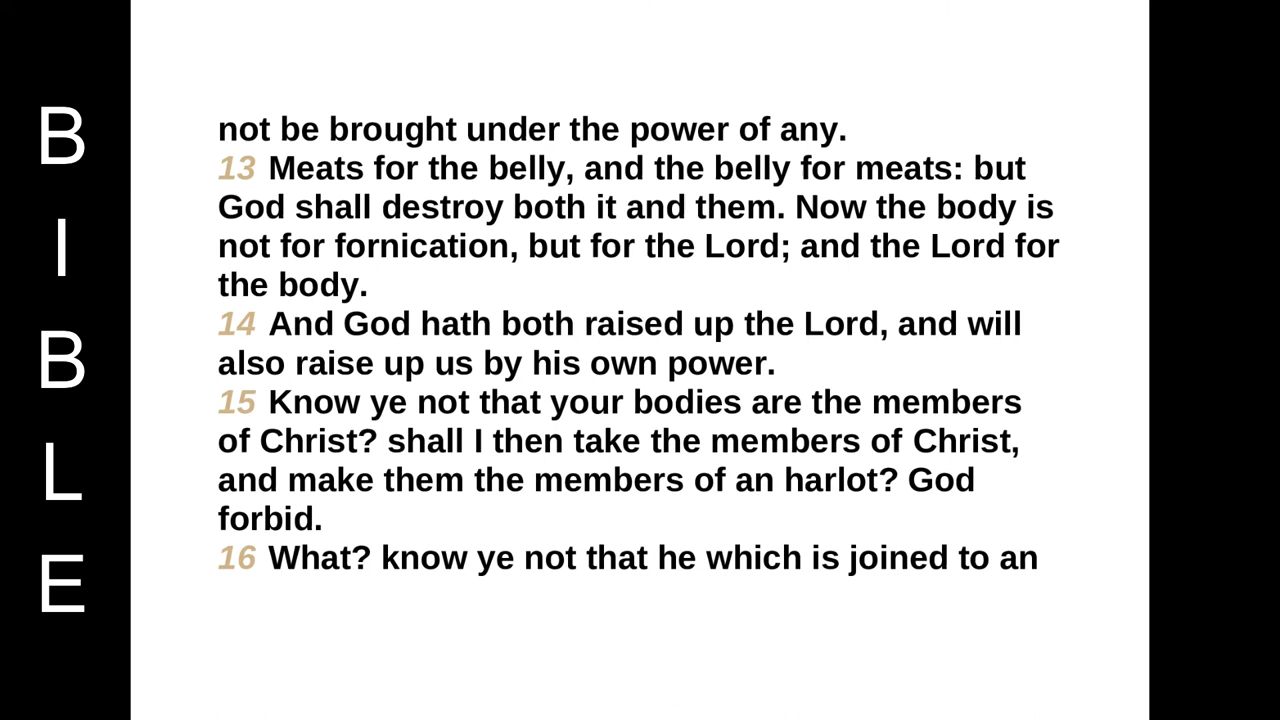 B
I
B
L
E
not be brought under the power of any.
13 Meats for the belly, and the belly for meats: but
God shall destroy both it and them. Now the body is
not for fornication, but for the Lord; and the Lord for
the body.
14 And God hath both raised up the Lord, and will
also raise up us by his own power.
15 Know ye not that your bodies are the members
of Christ? shall I then take the members of Christ,
and make them the members of an harlot? God
forbid.
16 What? know ye not that he which is joined to an